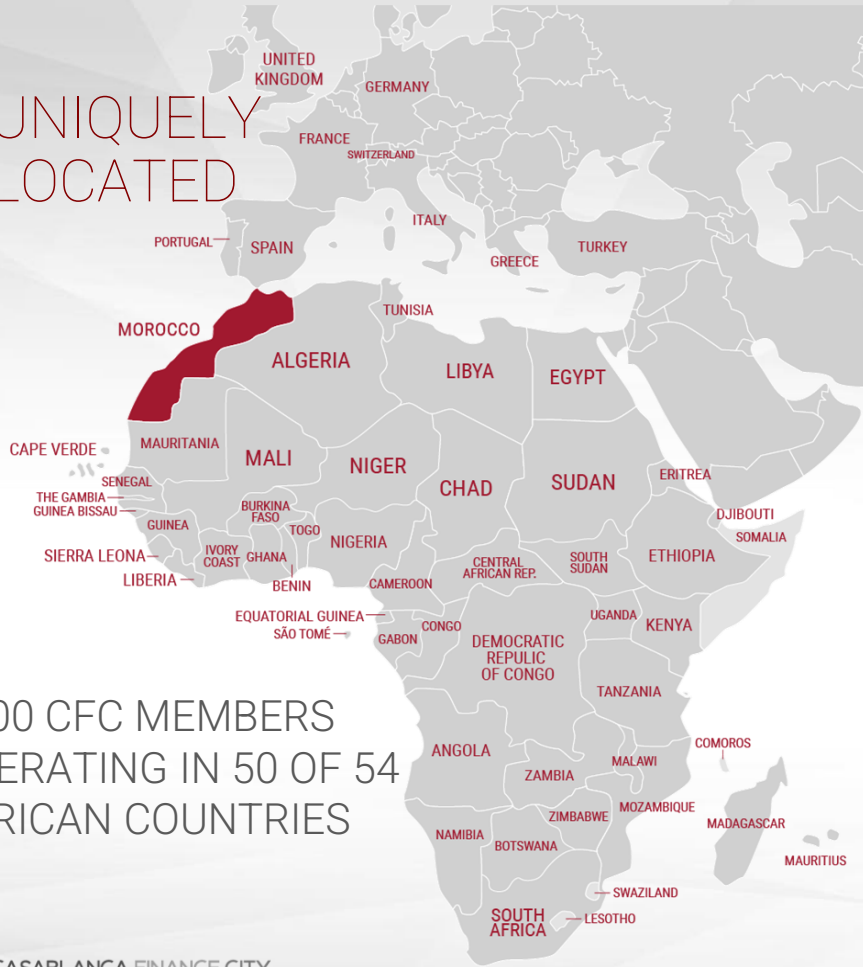 UNITED
KINGDOM
GERMANY
UNIQUELY
LOCATED
FRANCE
SWITZERLAND
ITALY
PORTUGAL
SPAIN
TURKEY
GREECE
TUNISIA
MOROCCO
ALGERIA
LIBYA
EGYPT
CAPE VERDE
MAURITANIA
MALI
NIGER
CHAD
SUDAN
ERITREA
SENEGAL
THE GAMBIA
GUINEA BISSAU
DJIBOUTI
BURKINA
FASO
GUINEA
TOGO
NIGERIA
SOMALIA
SIERRA LEONA
IVORY
COAST
GHANA
CENTRAL
AFRICAN REP.
SOUTH
SUDAN
ETHIOPIA
LIBERIA
BENIN
CAMEROON
EQUATORIAL GUINEA
SÃO TOMÉ
GABON
CONGO
UGANDA
KENYA
DEMOCRATIC
REPULIC
OF CONGO
TANZANIA
00 CFC MEMBERS
ERATING IN 50 OF 54
RICAN COUNTRIES
ANGOLA
COMOROS
MALAWI
ZAMBIA
MOZAMBIQUE
ZIMBABWE
MADAGASCAR
NAMIBIA
BOTSWANA
MAURITIUS
SWAZILAND
SOUTH
AFRICA
LESOTHO
CASABLANCA FINANCE CITY